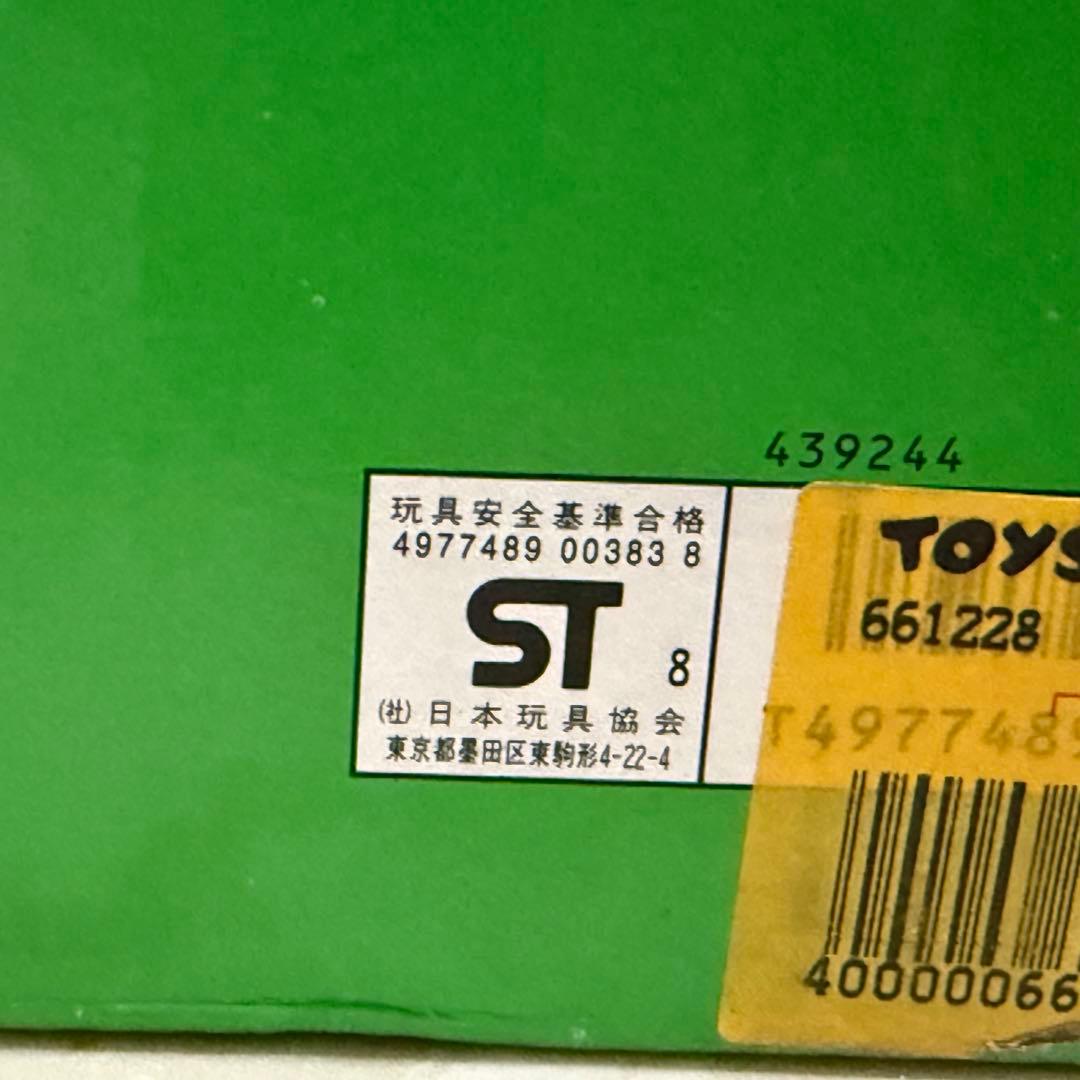 439244
玩具安全基準合格
4977489 00383 8
ST
8
(社)日本玩具協会
東京都墨田区東駒形4-22-4
TOYS
661228
T4977489
40000066